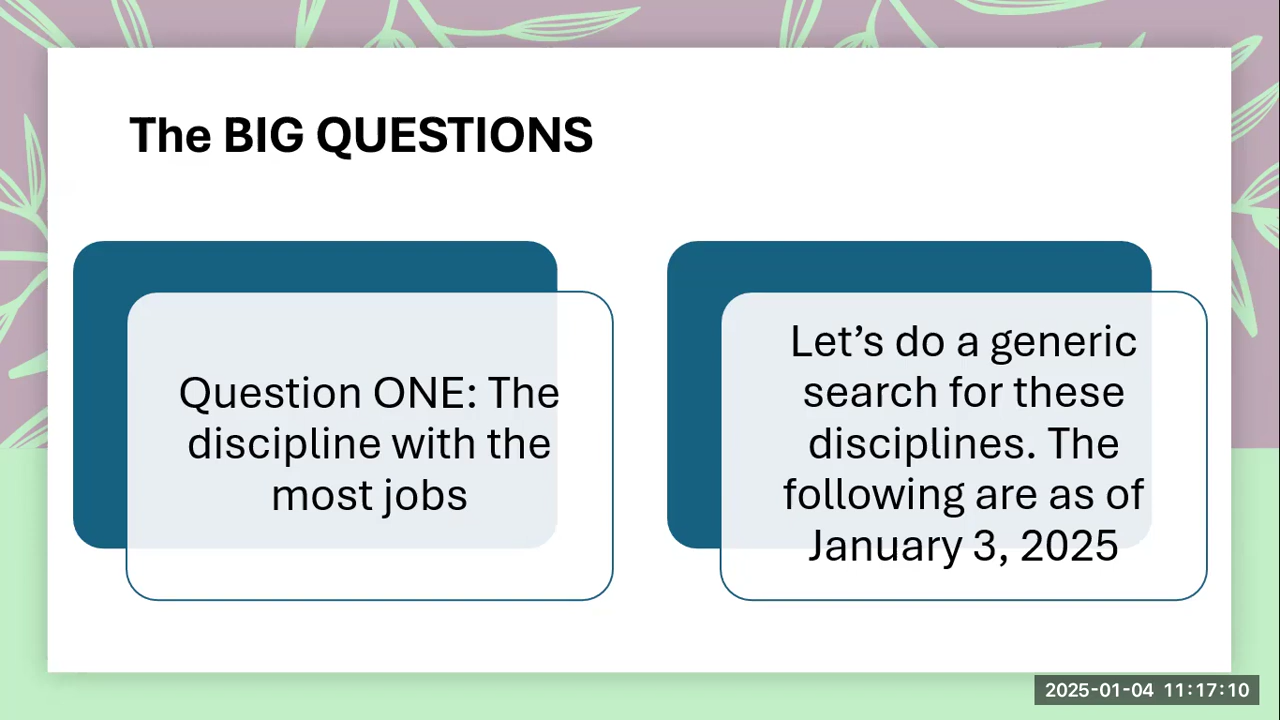 The BIG QUESTIONS
Question ONE: The
discipline with the
most jobs
Let’s do a generic
search for these
disciplines. The
following are as of
January 3, 2025
2025-01-04 11:17:10